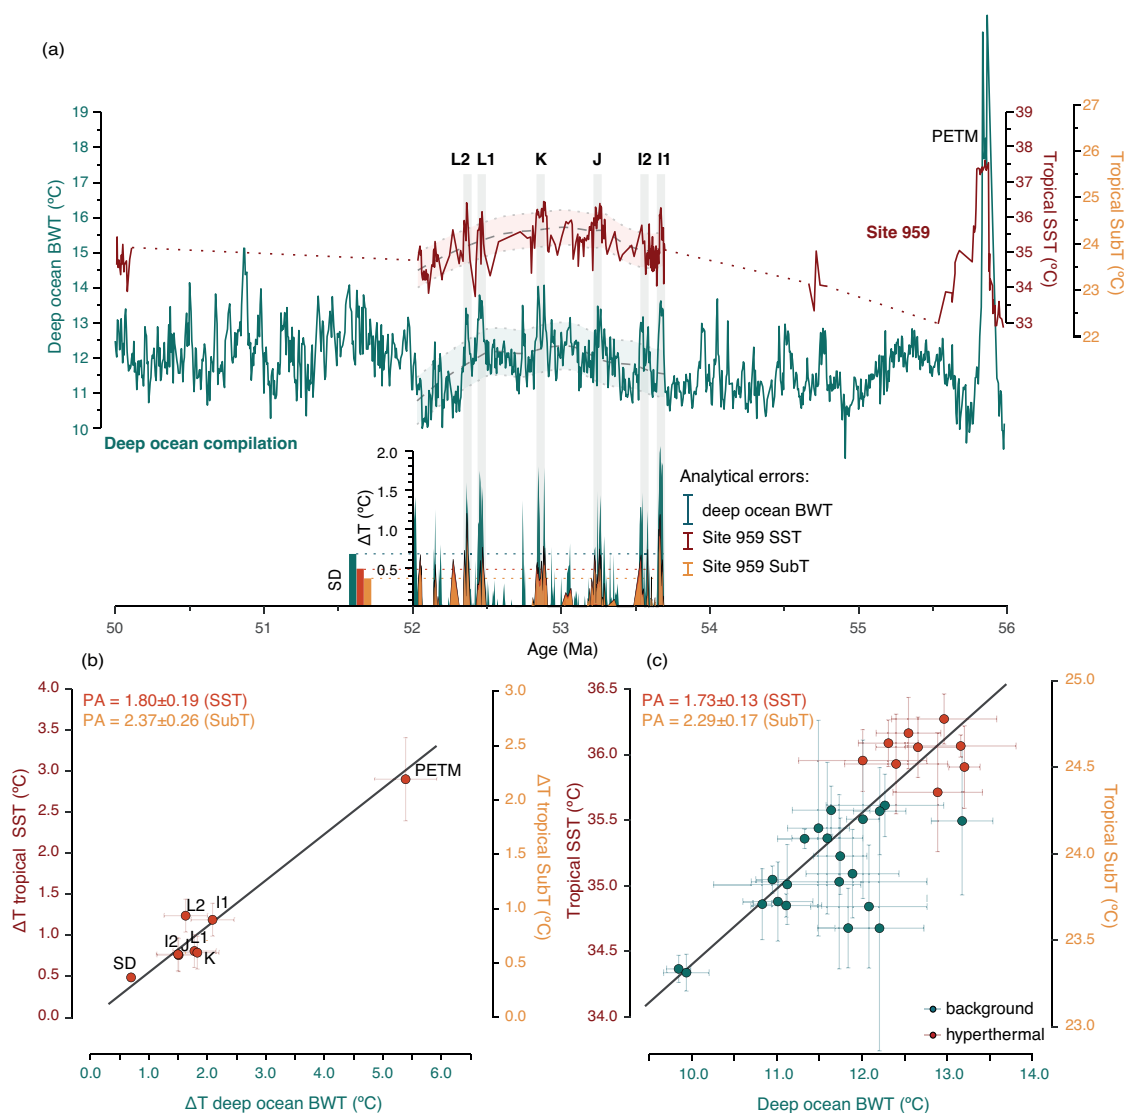 (a)
19
18
17
16
15
14
13
12
11
10
Deep ocean BWT (ºC)
L2
L1
K
J
I2
I1
PETM
Site 959
39
38
37
36
35
34
33
Tropical SST (ºC)
27
26
25
24
23
22
Tropical SubT (ºC)
Deep ocean compilation
2.0
1.5
1.0
0.5
ΔT (ºC)
SD
Analytical errors:
deep ocean BWT
Site 959 SST
Site 959 SubT
50
51
52
53
54
55
56
Age (Ma)
(b)
PA = 1.80±0.19 (SST)
PA = 2.37±0.26 (SubT)
4.0
3.5
3.0
2.5
2.0
1.5
1.0
0.5
0.0
ΔT tropical SST (ºC)
PETM
L2
I1
I2
J
L1
K
SD
3.0
2.5
2.0
1.5
1.0
0.5
0.0
ΔT tropical SubT (ºC)
0.0
1.0
2.0
3.0
4.0
5.0
6.0
ΔT deep ocean BWT (ºC)
(c)
PA = 1.73±0.13 (SST)
PA = 2.29±0.17 (SubT)
36.5
36.0
35.5
35.0
34.5
34.0
Tropical SST (ºC)
25.0
24.5
24.0
23.5
23.0
Tropical SubT (ºC)
background
hyperthermal
10.0
11.0
12.0
13.0
14.0
Deep ocean BWT (ºC)